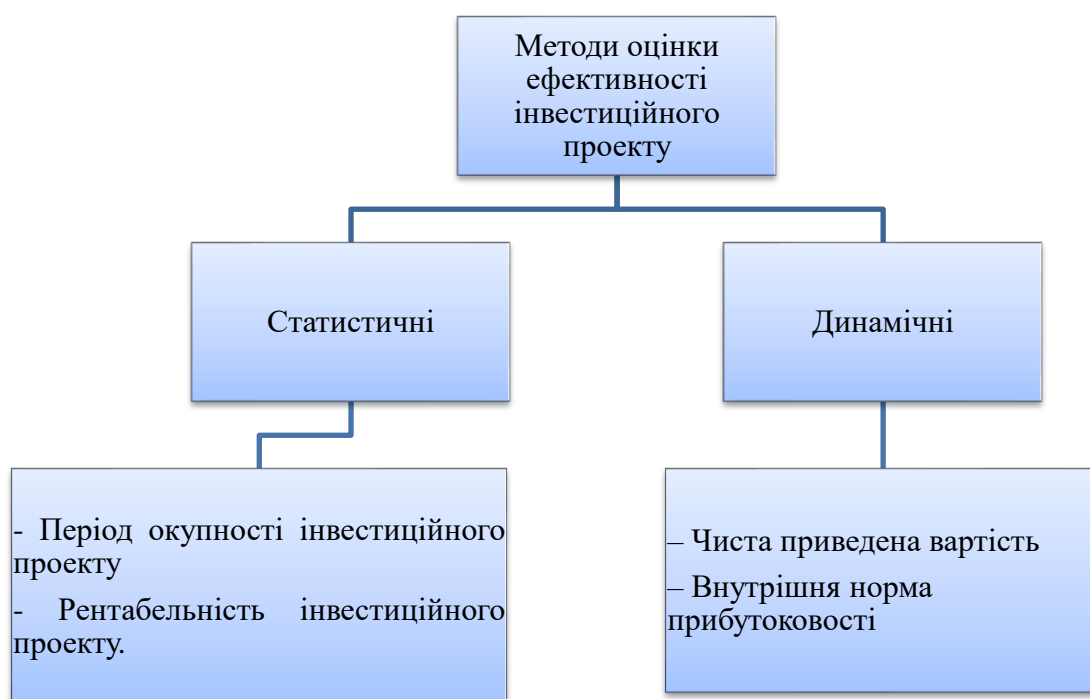 Методи оцінки
ефективності
інвестиційного
проекту
Статистичні
Динамічні
- Період окупності інвестиційного
проекту
- Рентабельність інвестиційного
проекту.
– Чиста приведена вартість
– Внутрішня норма
прибутоковості